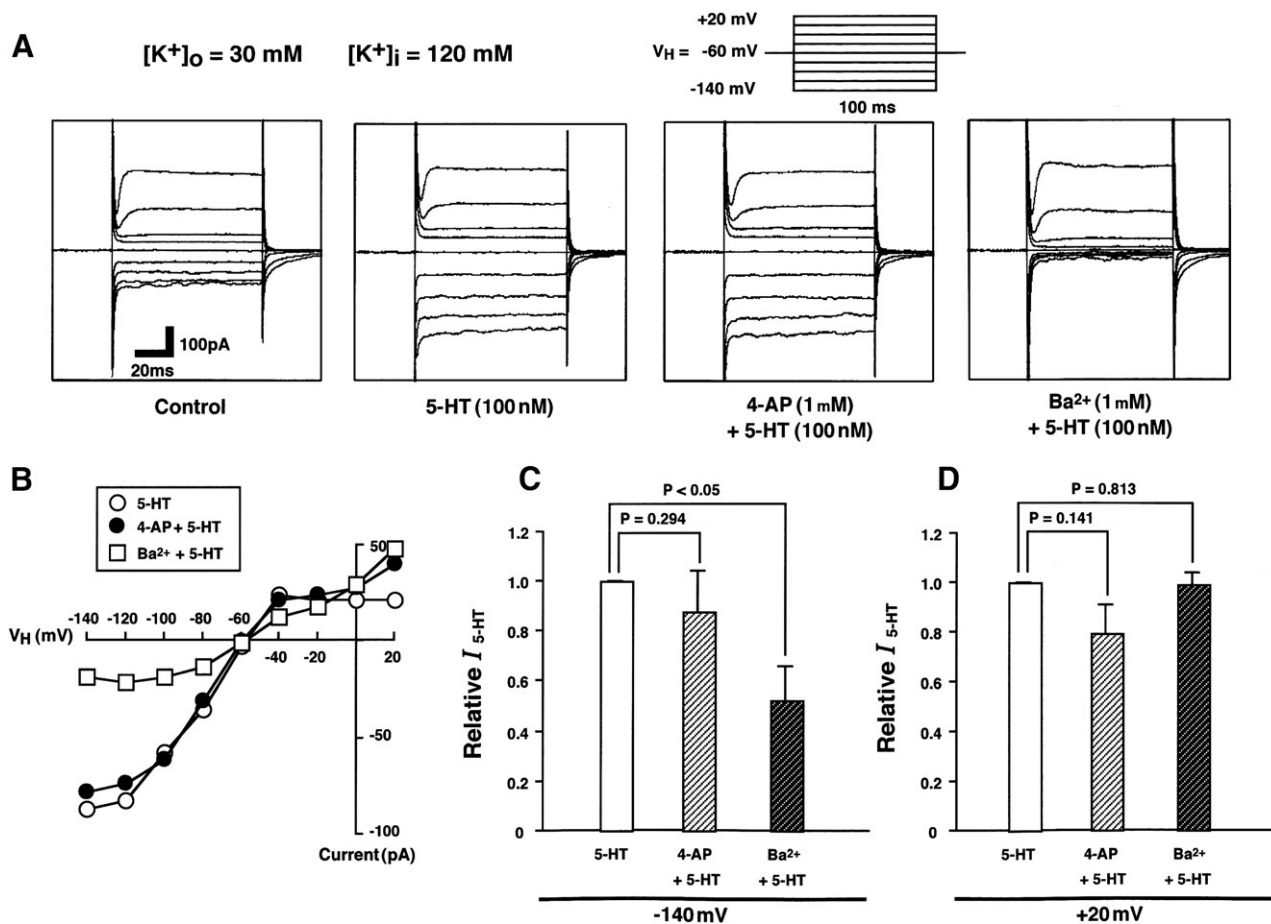 A
[K+]o = 30 mM [K+]i = 120 mM
+20 mV
VH = -60 mV
-140 mV
100 ms
100pA
20ms
Control
5-HT (100 nM)
4-AP (1 mM)
+ 5-HT (100 nM)
Ba²⁺ (1 mM)
+ 5-HT (100 nM)
B
5-HT
4-AP + 5-HT
Ba²⁺ + 5-HT
50
-140 -120 -100 -80 -60
VH (mV)
-40 -20 20
-50
-100
Current (pA)
C
P < 0.05
P = 0.294
1.2
1.0
0.8
0.6
0.4
0.2
0
Relative I 5-HT
5-HT 4-AP Ba²⁺
+ 5-HT + 5-HT
-140 mV
D
P = 0.813
P = 0.141
1.2
1.0
0.8
0.6
0.4
0.2
0
Relative I 5-HT
5-HT 4-AP Ba²⁺
+ 5-HT + 5-HT
+20 mV